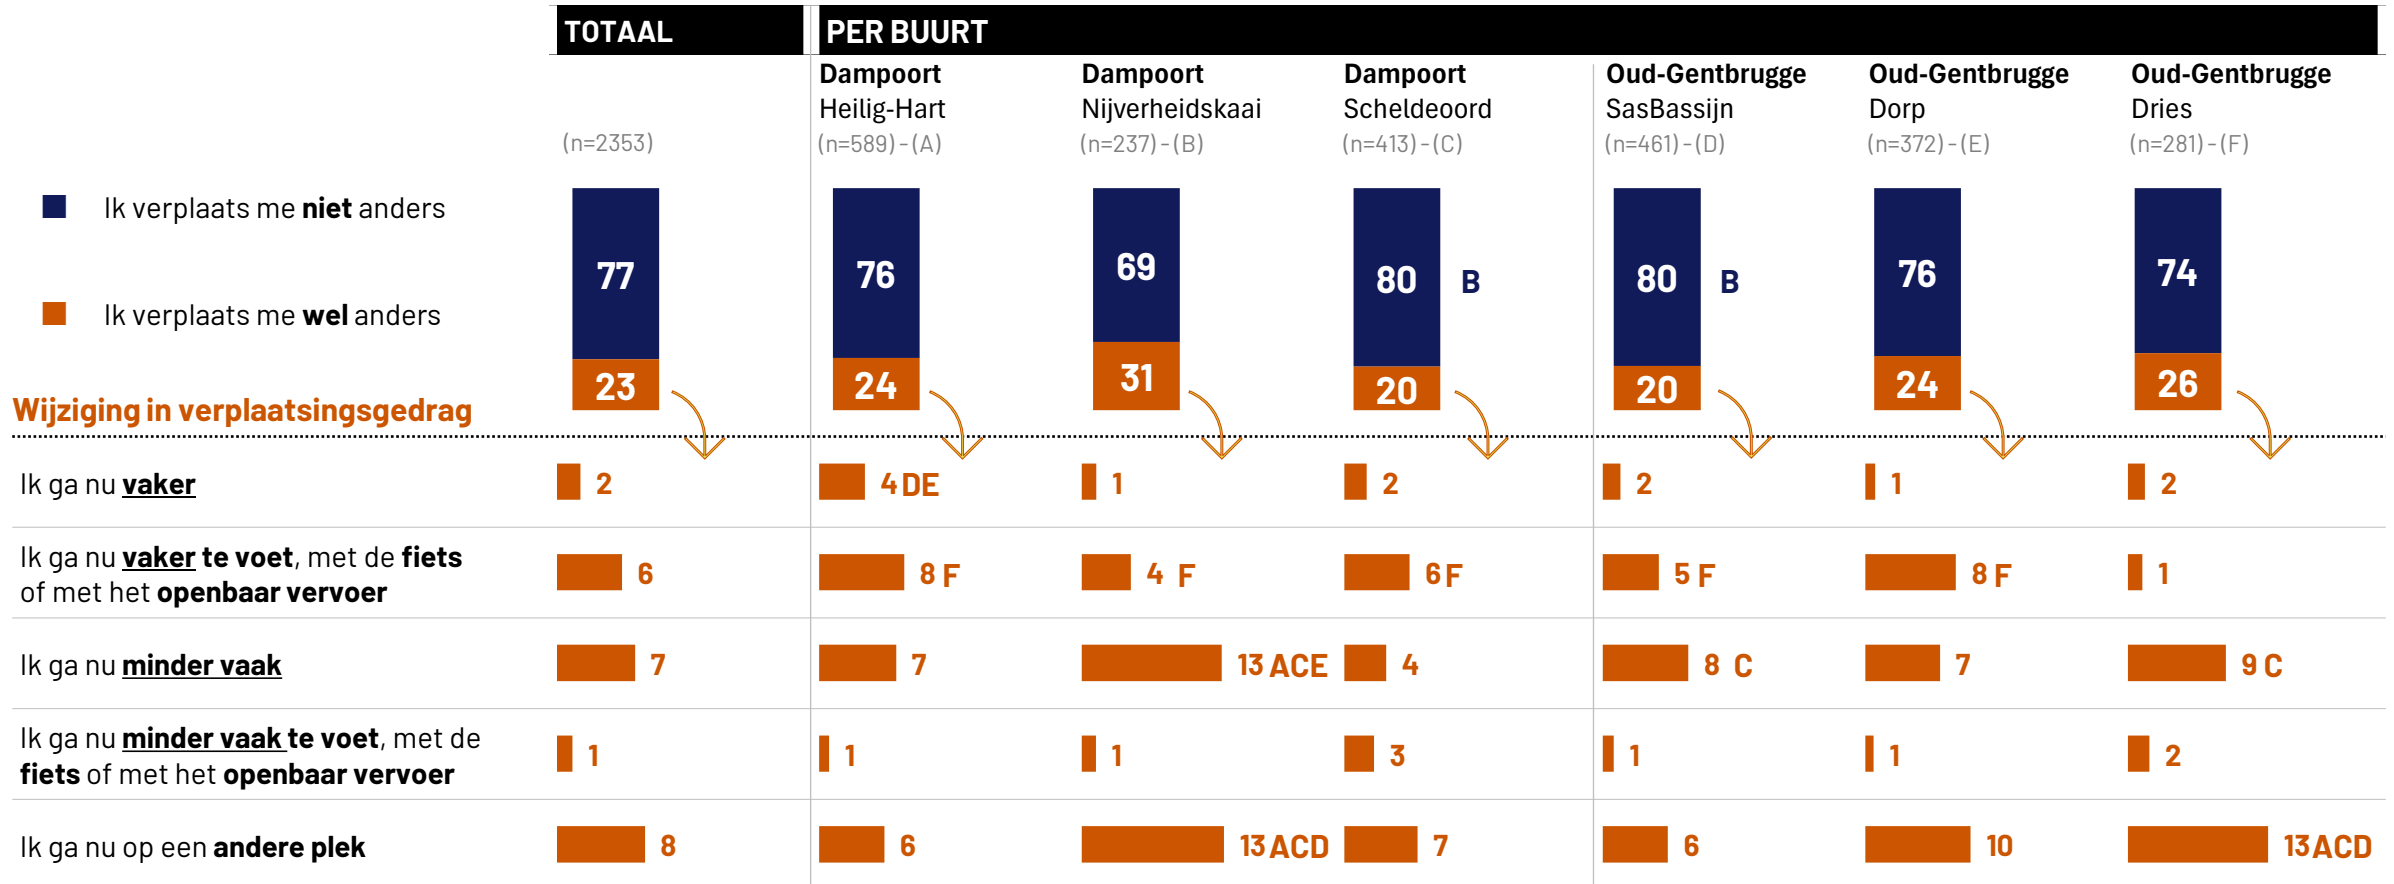 TOTAAL PER BUURT
Dampoort Dampoort Dampoort Oud-Gentbrugge Oud-Gentbrugge Oud-Gentbrugge
Heilig-Hart Nijverheidskaai Scheldeoord SasBassijn Dorp Dries
(n=2353) (n=589) - (A) (n=237) - (B) (n=413) - (C) (n=461) - (D) (n=372) - (E) (n=281) - (F)
Ik verplaats me niet anders
77 76 69 80 B 80 B 76 74
Ik verplaats me wel anders
23 24 31 20 20 24 26
Wijziging in verplaatsingsgedrag
Ik ga nu vaker 2 4 DE 1 2 2 1 2
Ik ga nu vaker te voet, met de fiets
of met het openbaar vervoer 6 8 F 4 F 6 F 5 F 8 F 1
Ik ga nu minder vaak 7 7 13 ACE 4 8 C 7 9 C
Ik ga nu minder vaak te voet, met de
fiets of met het openbaar vervoer 1 1 1 3 1 1 2
Ik ga nu op een andere plek 8 6 13 ACD 7 6 10 13 ACD